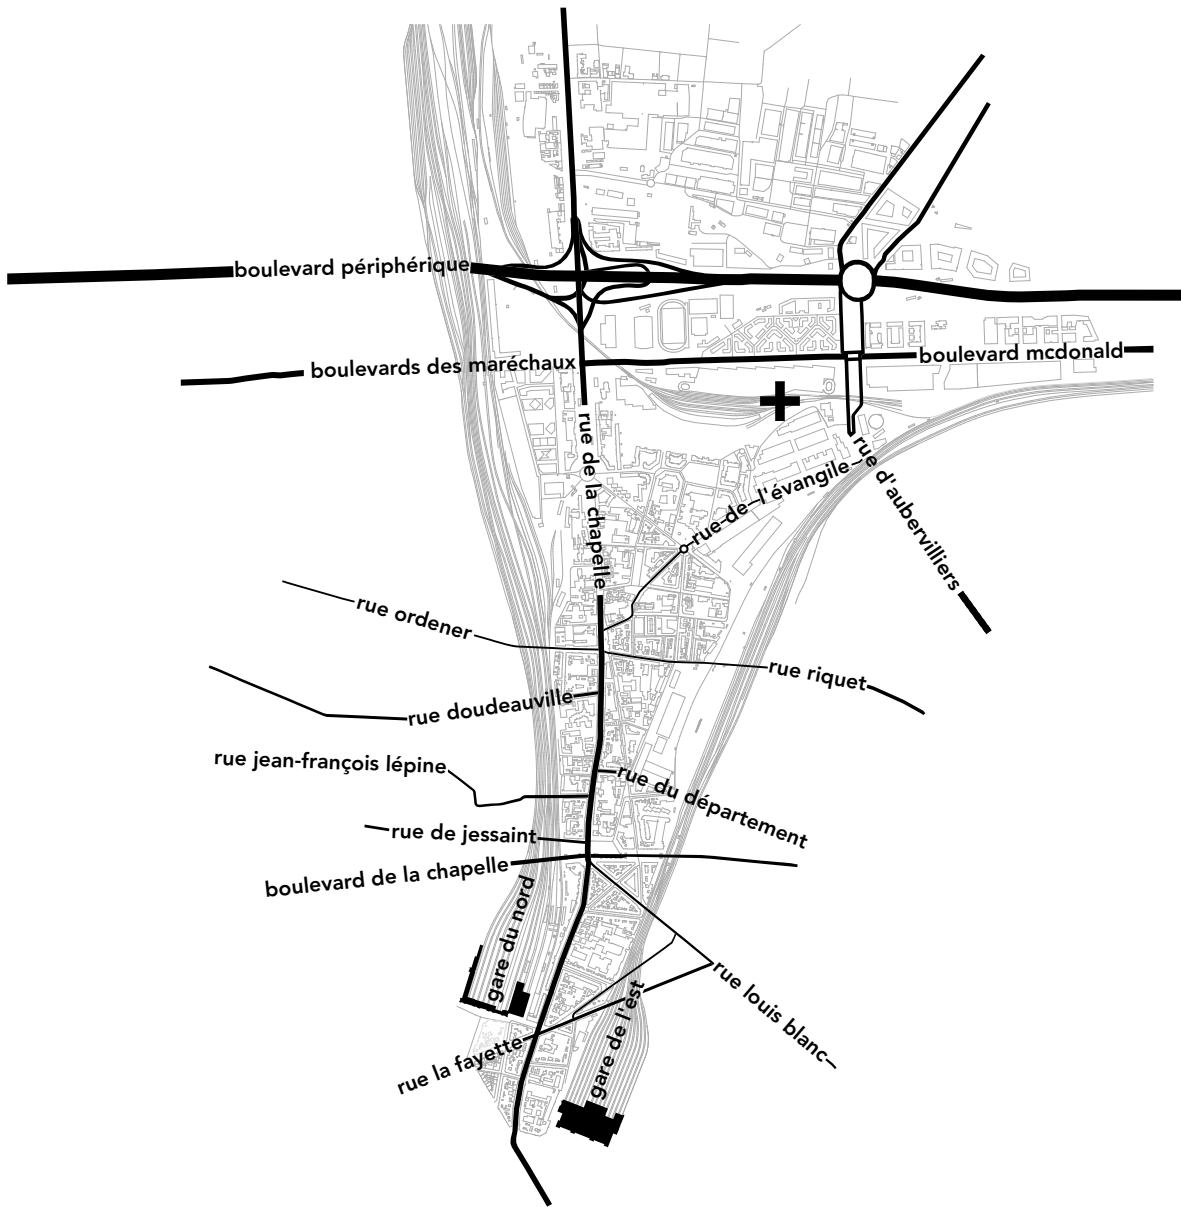 boulevard périphérique
boulevard mcdonald
boulevards des maréchaux
rue de la chapelle
rue d'aubervilliers
rue de l'évangile
rue ordener
rue riquet
rue doudeauville
rue jean-françois lépine
rue du département
rue de jessaint
boulevard de la chapelle
gare du nord
rue louis blanc
gare de l'est
rue la fayette